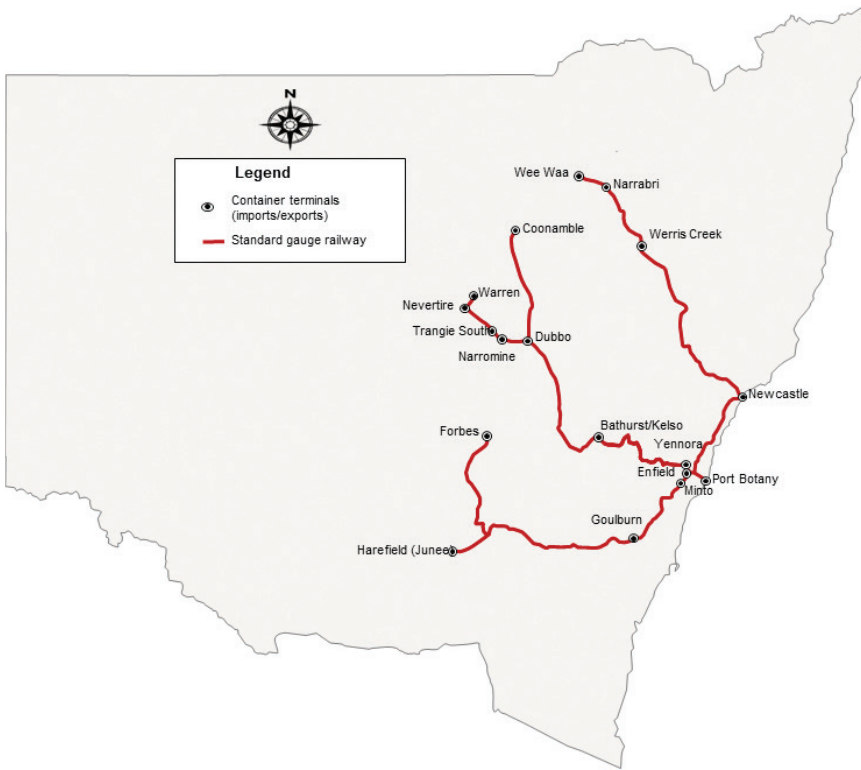 N
Legend
Container terminals
(imports/exports)
Standard gauge railway
Wee Waa
Narrabri
Coonamble
Werris Creek
Warren
Nevertire
Trangie South
Dubbo
Narromine
Newcastle
Forbes
Bathurst/Kelso
Yennora
Enfield
Port Botany
Minto
Goulburn
Harefield (Junee)